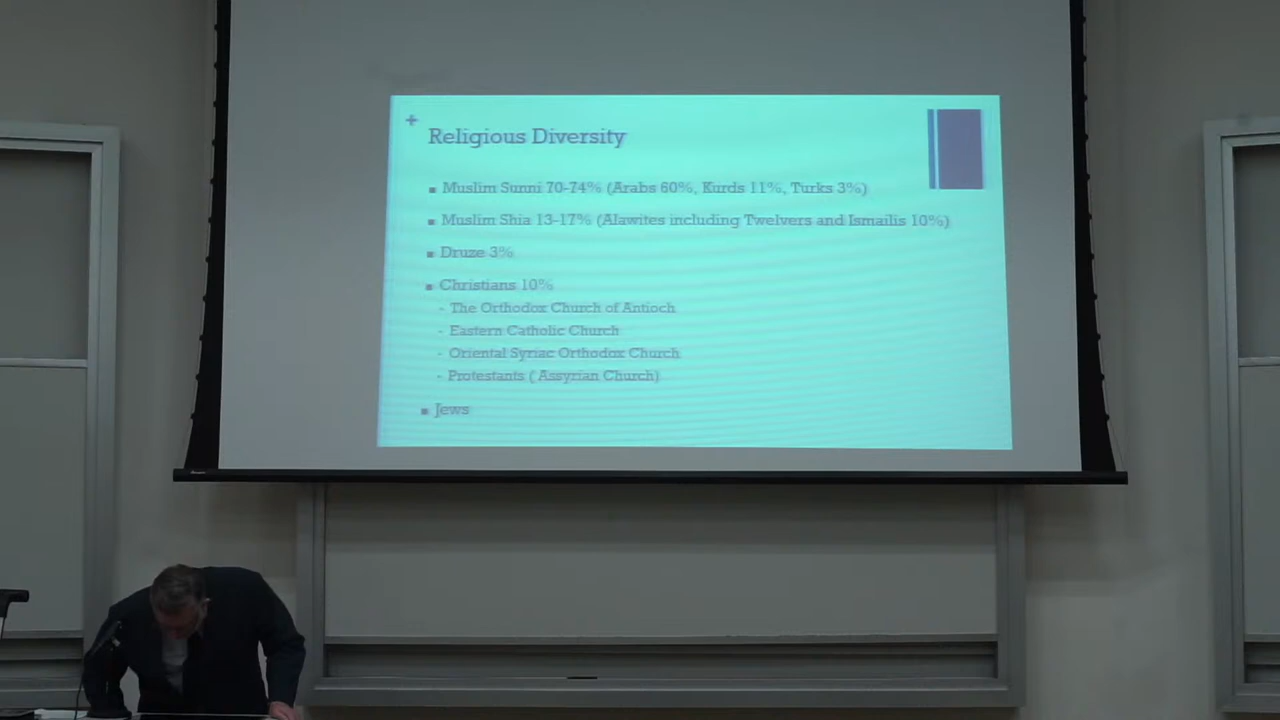 +
Religious Diversity
▪ Muslim Sunni 70-74% (Arabs 60%, Kurds 11%, Turks 3%)
▪ Muslim Shia 13-17% (Alawites including Twelvers and Ismailis 10%)
▪ Druze 3%
▪ Christians 10%
- The Orthodox Church of Antioch
- Eastern Catholic Church
- Oriental Syriac Orthodox Church
- Protestants ( Assyrian Church)
▪ Jews